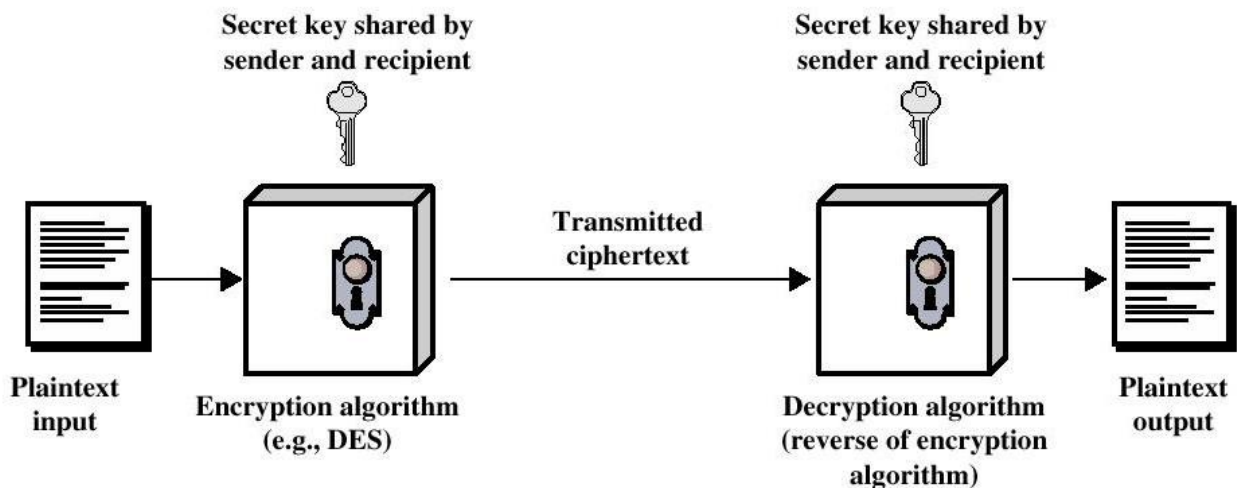 Secret key shared by
sender and recipient
Secret key shared by
sender and recipient
Transmitted
ciphertext
Plaintext
input
Encryption algorithm
(e.g., DES)
Decryption algorithm
(reverse of encryption
algorithm)
Plaintext
output